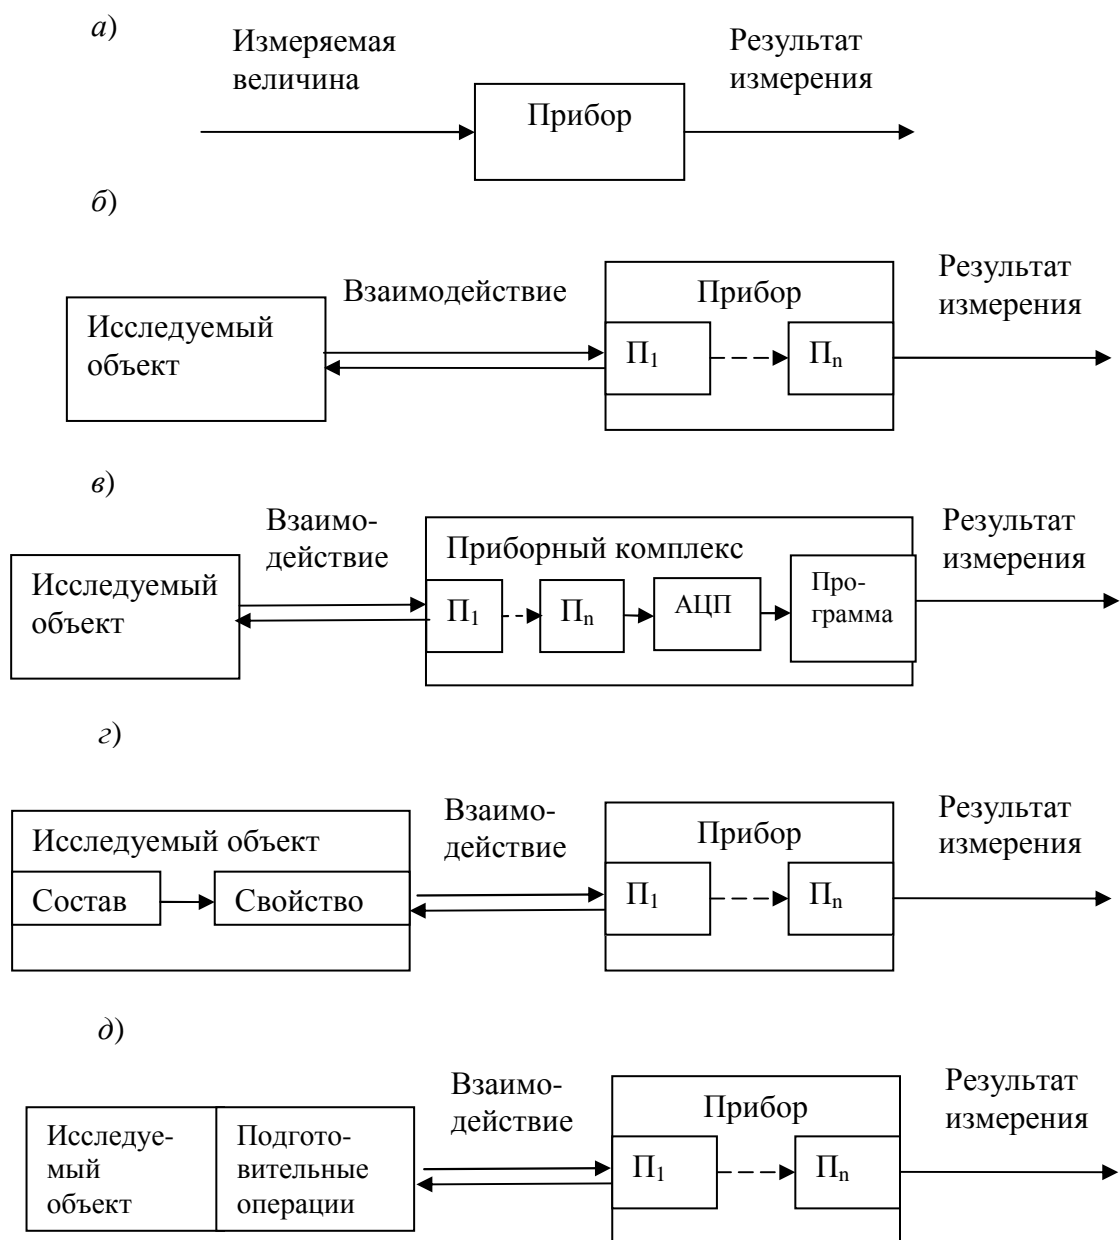 а)
Измеряемая
величина
Прибор
Результат
измерения
б)
Исследуемый
объект
Взаимодействие
Прибор
П₁
Пₙ
Результат
измерения
в)
Исследуемый
объект
Взаимо-
действие
Приборный комплекс
П₁
Пₙ
АЦП
Про-
грамма
Результат
измерения
г)
Исследуемый объект
Состав
Свойство
Взаимо-
действие
Прибор
П₁
Пₙ
Результат
измерения
д)
Исследуе-
мый
объект
Подгото-
вительные
операции
Взаимо-
действие
Прибор
П₁
Пₙ
Результат
измерения